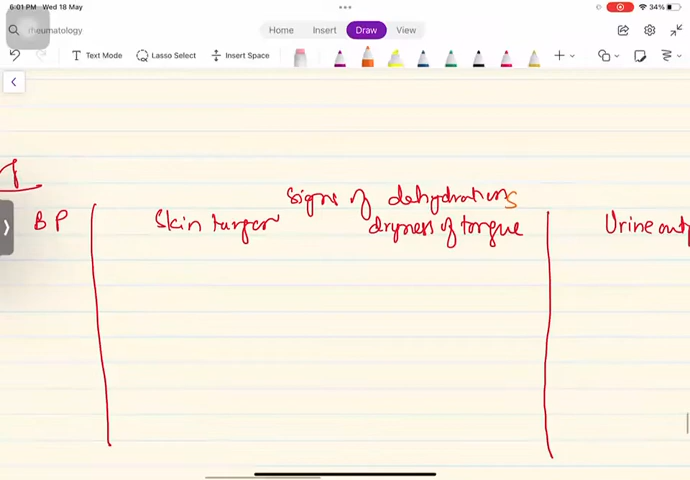 6:01 PM Wed 18 May
34%
rheumatology
Home Insert Draw View
Text Mode Lasso Select Insert Space
signs of dehydrations
BP Skin turgor dryness of tongue Urine outp